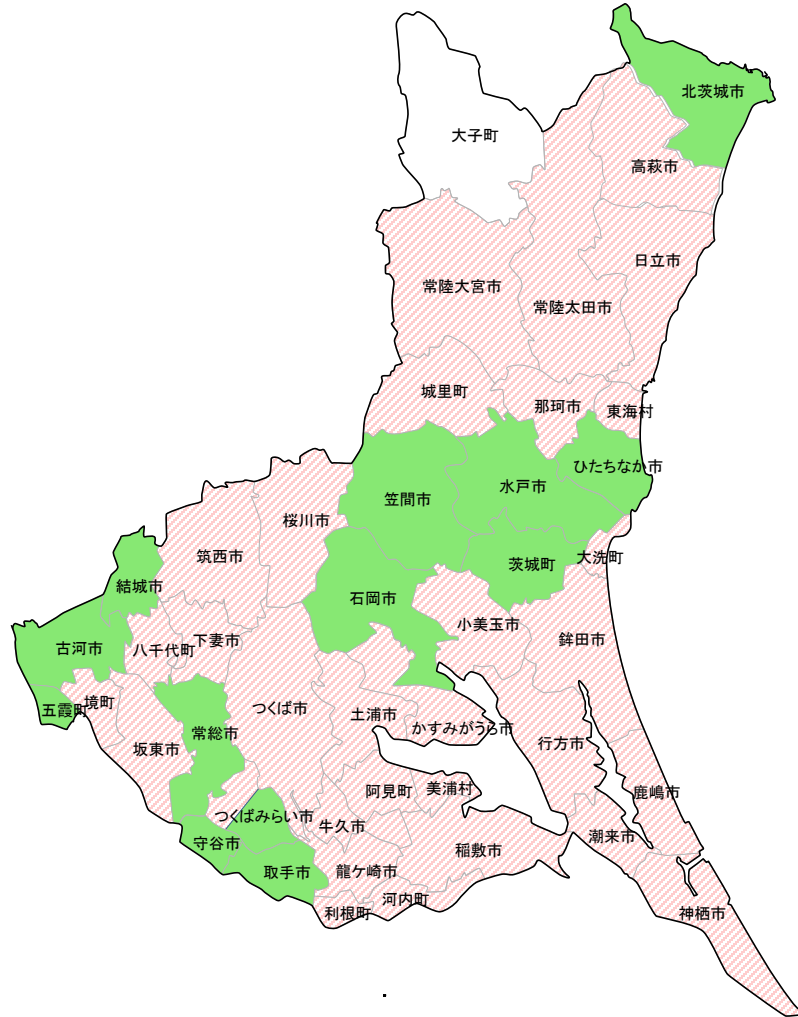 北茨城市
大子町
高萩市
日立市
常陸大宮市
常陸太田市
城里町
那珂市
東海村
ひたちなか市
笠間市
水戸市
桜川市
筑西市
大洗町
茨城町
結城市
石岡市
小美玉市
鉾田市
下妻市
八千代町
古河市
境町
五霞町
つくば市
土浦市
かすみがうら市
常総市
坂東市
行方市
阿見町
美浦村
鹿嶋市
つくばみらい市
牛久市
潮来市
守谷市
稲敷市
取手市
龍ケ崎市
河内町
利根町
神栖市